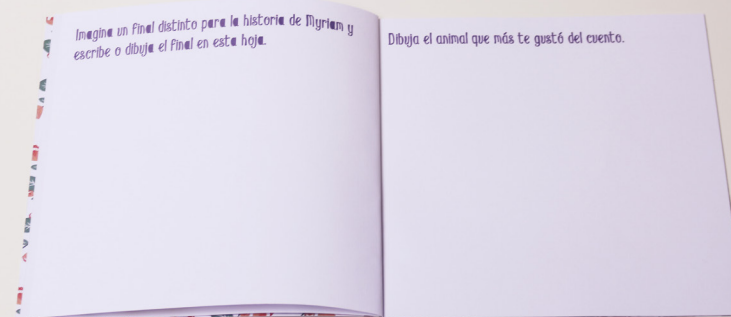 Imagina un final distinto para la historia de Myriam y
escribe o dibuja el final en esta hoja.
Dibuja el animal que más te gustó del cuento.